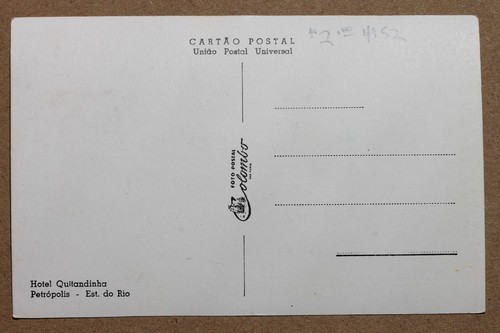 CARTÃO POSTAL
União Postal Universal
FOTO POSTAL
Colombo
Hotel Quitandinha
Petrópolis - Est. do Rio